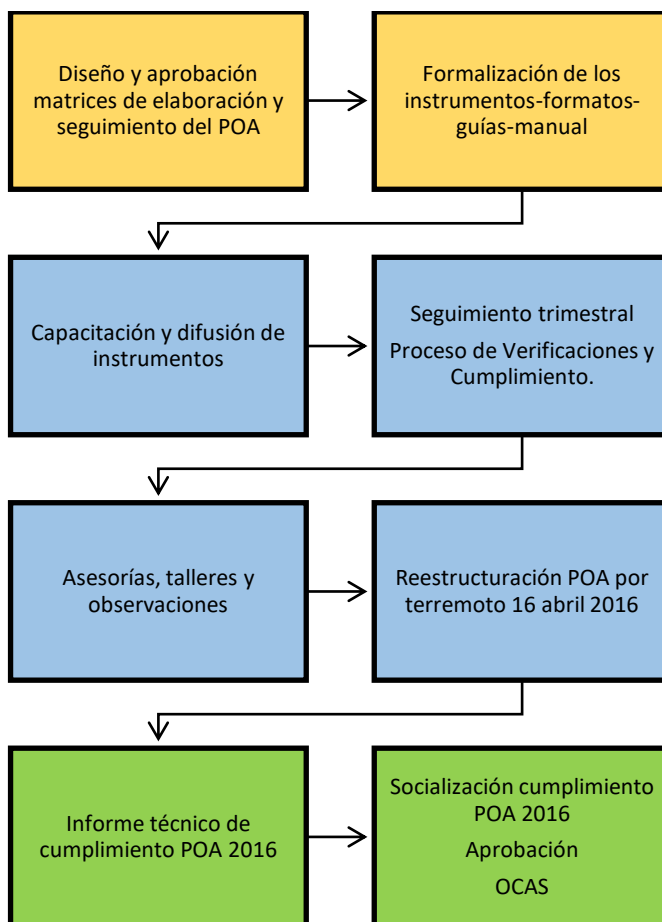 Diseño y aprobación
matrices de elaboración y
seguimiento del POA
Formalización de los
instrumentos-formatos-
guías-manual
Capacitación y difusión de
instrumentos
Seguimiento trimestral
Proceso de Verificaciones y
Cumplimiento.
Asesorías, talleres y
observaciones
Reestructuración POA por
terremoto 16 abril 2016
Informe técnico de
cumplimiento POA 2016
Socialización cumplimiento
POA 2016
Aprobación
OCAS